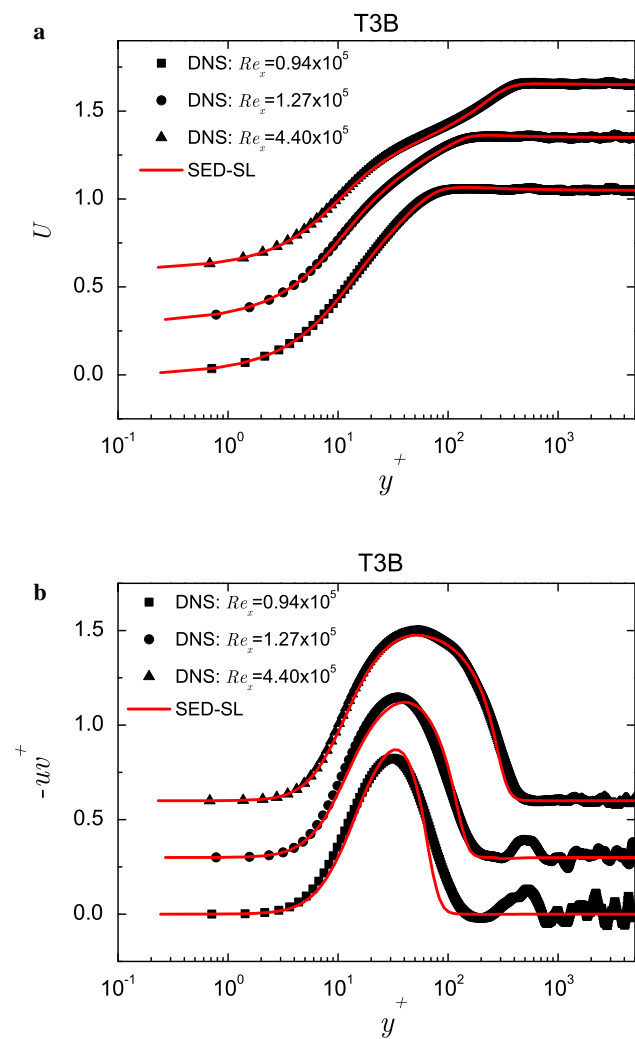 a
T3B
DNS: Re_x=0.94x10^5
DNS: Re_x=1.27x10^5
DNS: Re_x=4.40x10^5
SED-SL
U
1.5
1.0
0.5
0.0
10^-1 10^0 10^1 10^2 10^3
y^+
b
T3B
DNS: Re_x=0.94x10^5
DNS: Re_x=1.27x10^5
DNS: Re_x=4.40x10^5
SED-SL
-uv^+
1.5
1.0
0.5
0.0
10^-1 10^0 10^1 10^2 10^3
y^+